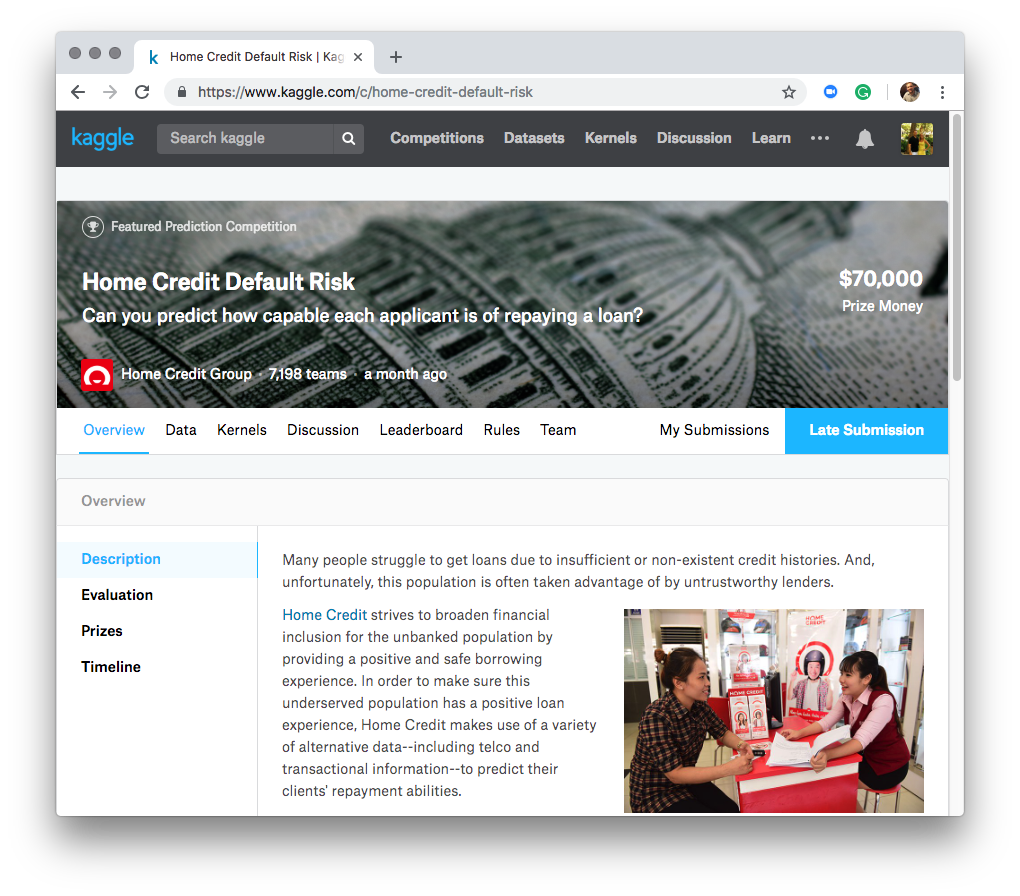 Home Credit Default Risk | Kag
https://www.kaggle.com/c/home-credit-default-risk
kaggle
Search kaggle
Competitions
Datasets
Kernels
Discussion
Learn
Featured Prediction Competition
Home Credit Default Risk
Can you predict how capable each applicant is of repaying a loan?
$70,000
Prize Money
Home Credit Group · 7,198 teams · a month ago
Overview
Data
Kernels
Discussion
Leaderboard
Rules
Team
My Submissions
Late Submission
Overview
Description
Evaluation
Prizes
Timeline
Many people struggle to get loans due to insufficient or non-existent credit histories. And,
unfortunately, this population is often taken advantage of by untrustworthy lenders.
Home Credit strives to broaden financial
inclusion for the unbanked population by
providing a positive and safe borrowing
experience. In order to make sure this
underserved population has a positive loan
experience, Home Credit makes use of a variety
of alternative data--including telco and
transactional information--to predict their
clients' repayment abilities.
HOME
CREDIT
HOME CREDIT